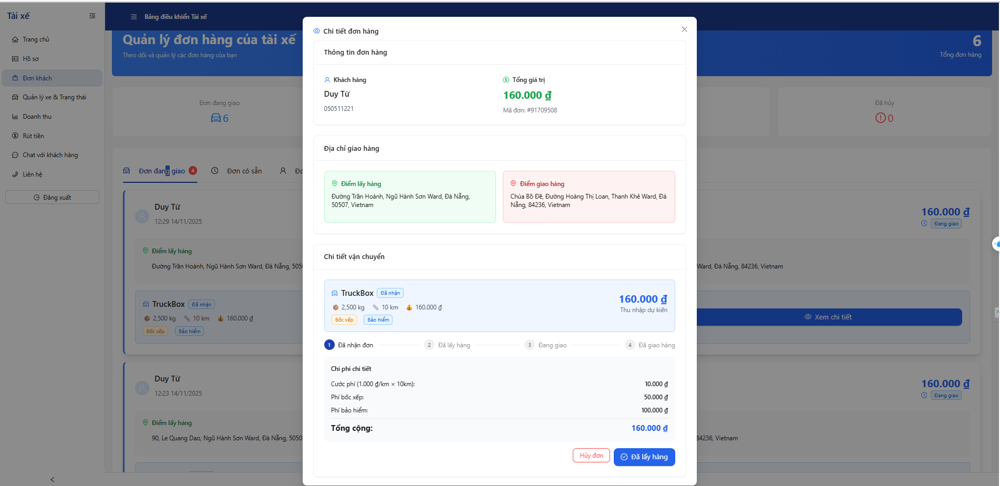 Tài xế
Trang chủ
Hồ sơ
Đơn khách
Quản lý xe & Trạng thái
Doanh thu
Rút tiền
Chat với khách hàng
Liên hệ
Đăng xuất
Bảng điều khiển Tài xế
Quản lý đơn hàng của tài xế
Theo dõi và quản lý các đơn hàng của bạn
6
Tổng đơn hàng
Đơn đang giao
6
Đã hủy
0
Đơn đang giao 4
Đơn có sẵn
Duy Từ
12:29 14/11/2025
160.000 ₫
Đang giao
Điểm lấy hàng
Đường Trần Hoành, Ngũ Hành Sơn Ward, Đà Nẵng,
Ward, Đà Nẵng, 84236, Vietnam
TruckBox Đã nhận
2,500 kg 10 km 160.000 ₫
Bốc xếp Bảo hiểm
Xem chi tiết
Duy Từ
12:23 14/11/2025
160.000 ₫
Đang giao
Điểm lấy hàng
90, Le Quang Dao, Ngũ Hành Sơn Ward, Đà Nẵng,
84236, Vietnam
Chi tiết đơn hàng
Thông tin đơn hàng
Khách hàng
Duy Từ
050511221
Tổng giá trị
160.000 ₫
Mã đơn: #91709508
Địa chỉ giao hàng
Điểm lấy hàng
Đường Trần Hoành, Ngũ Hành Sơn Ward, Đà Nẵng,
50507, Vietnam
Điểm giao hàng
Chùa Bồ Đề, Đường Hoàng Thị Loan, Thanh Khê Ward, Đà
Nẵng, 84236, Vietnam
Chi tiết vận chuyển
TruckBox Đã nhận
2,500 kg 10 km 160.000 ₫
Bốc xếp Bảo hiểm
160.000 ₫
Thu nhập dự kiến
1 Đã nhận đơn
2 Đã lấy hàng
3 Đang giao
4 Đã giao hàng
Chi phí chi tiết
Cước phí (1.000 ₫/km × 10km): 10.000 ₫
Phí bốc xếp: 50.000 ₫
Phí bảo hiểm: 100.000 ₫
Tổng cộng: 160.000 ₫
Hủy đơn
Đã lấy hàng